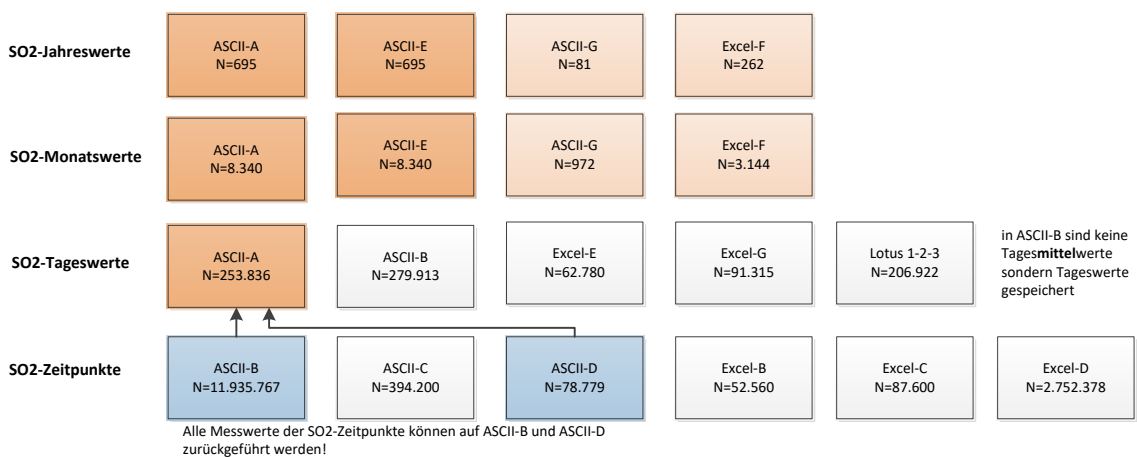 SO2-Jahreswerte
ASCII-A
N=695
ASCII-E
N=695
ASCII-G
N=81
Excel-F
N=262
SO2-Monatswerte
ASCII-A
N=8.340
ASCII-E
N=8.340
ASCII-G
N=972
Excel-F
N=3.144
SO2-Tageswerte
ASCII-A
N=253.836
ASCII-B
N=279.913
Excel-E
N=62.780
Excel-G
N=91.315
Lotus 1-2-3
N=206.922
in ASCII-B sind keine
Tagesmittelwerte
sondern Tageswerte
gespeichert
SO2-Zeitpunkte
ASCII-B
N=11.935.767
ASCII-C
N=394.200
ASCII-D
N=78.779
Excel-B
N=52.560
Excel-C
N=87.600
Excel-D
N=2.752.378
Alle Messwerte der SO2-Zeitpunkte können auf ASCII-B und ASCII-D
zurückgeführt werden!